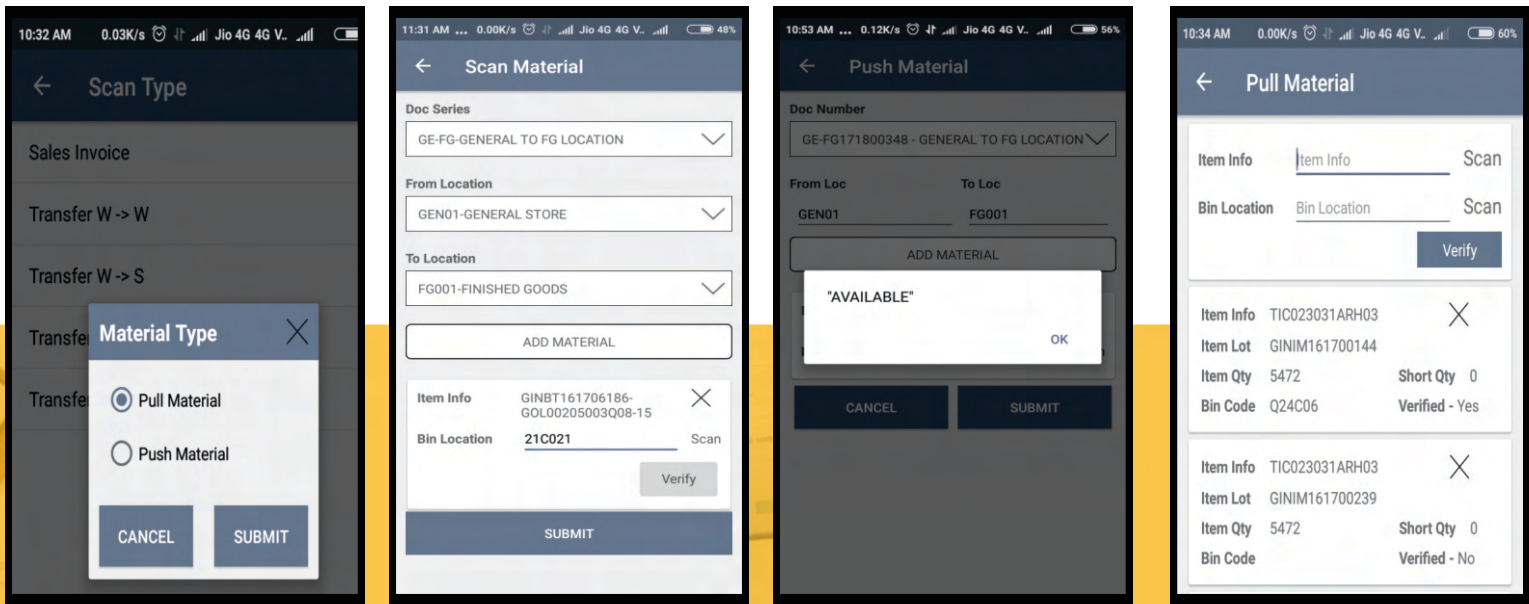 10:32 AM 0.03K/s Jio 4G 4G V..
Scan Type
Sales Invoice
Transfer W -> W
Transfer W -> S
Transfe
Transfe
Material Type
Pull Material
Push Material
CANCEL SUBMIT
11:31 AM ... 0.00K/s Jio 4G 4G V.. 48%
Scan Material
Doc Series
GE-FG-GENERAL TO FG LOCATION
From Location
GEN01-GENERAL STORE
To Location
FG001-FINISHED GOODS
ADD MATERIAL
Item Info GINBT161706186-
GOL00205003Q08-15
Bin Location 21C021 Scan
Verify
SUBMIT
10:53 AM ... 0.12K/s Jio 4G 4G V.. 56%
Push Material
Doc Number
GE-FG171800348 - GENERAL TO FG LOCATION
From Loc To Loc
GEN01 FG001
ADD MATERIAL
"AVAILABLE"
OK
CANCEL SUBMIT
10:34 AM 0.00K/s Jio 4G 4G V.. 60%
Pull Material
Item Info Item Info Scan
Bin Location Bin Location Scan
Verify
Item Info TIC023031ARH03
Item Lot GINIM161700144
Item Qty 5472 Short Qty 0
Bin Code Q24C06 Verified - Yes
Item Info TIC023031ARH03
Item Lot GINIM161700239
Item Qty 5472 Short Qty 0
Bin Code Verified - No